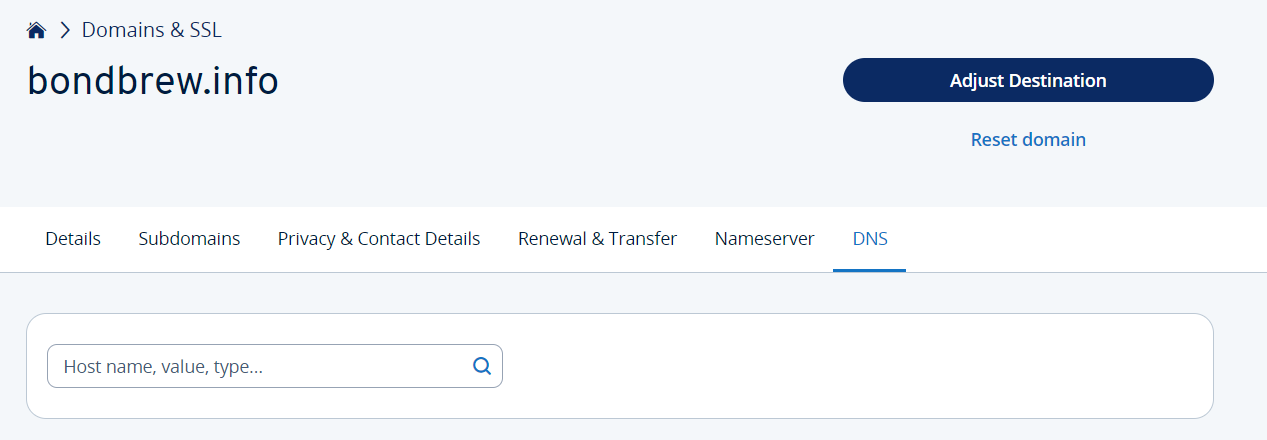 Domains & SSL
bondbrew.info
Adjust Destination
Reset domain
Details Subdomains Privacy & Contact Details Renewal & Transfer Nameserver DNS
Host name, value, type...